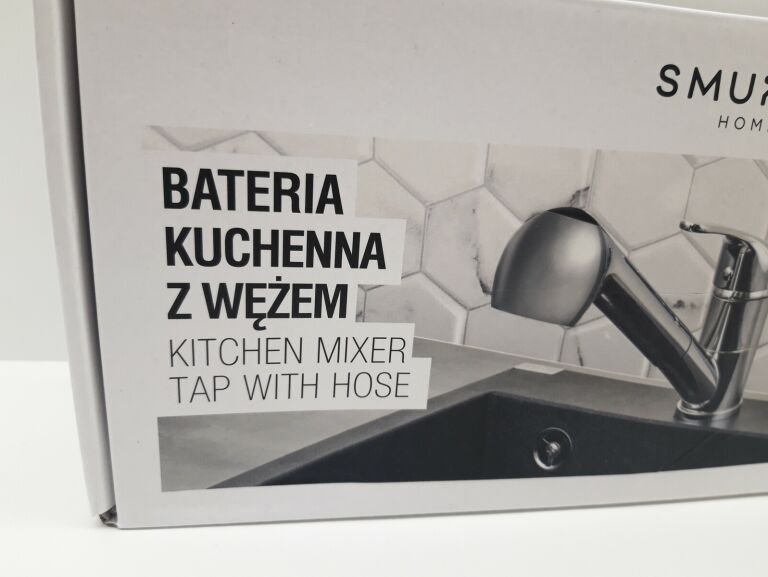 BATERIA
KUCHENNA
Z WĘŻEM
KITCHEN MIXER
TAP WITH HOSE